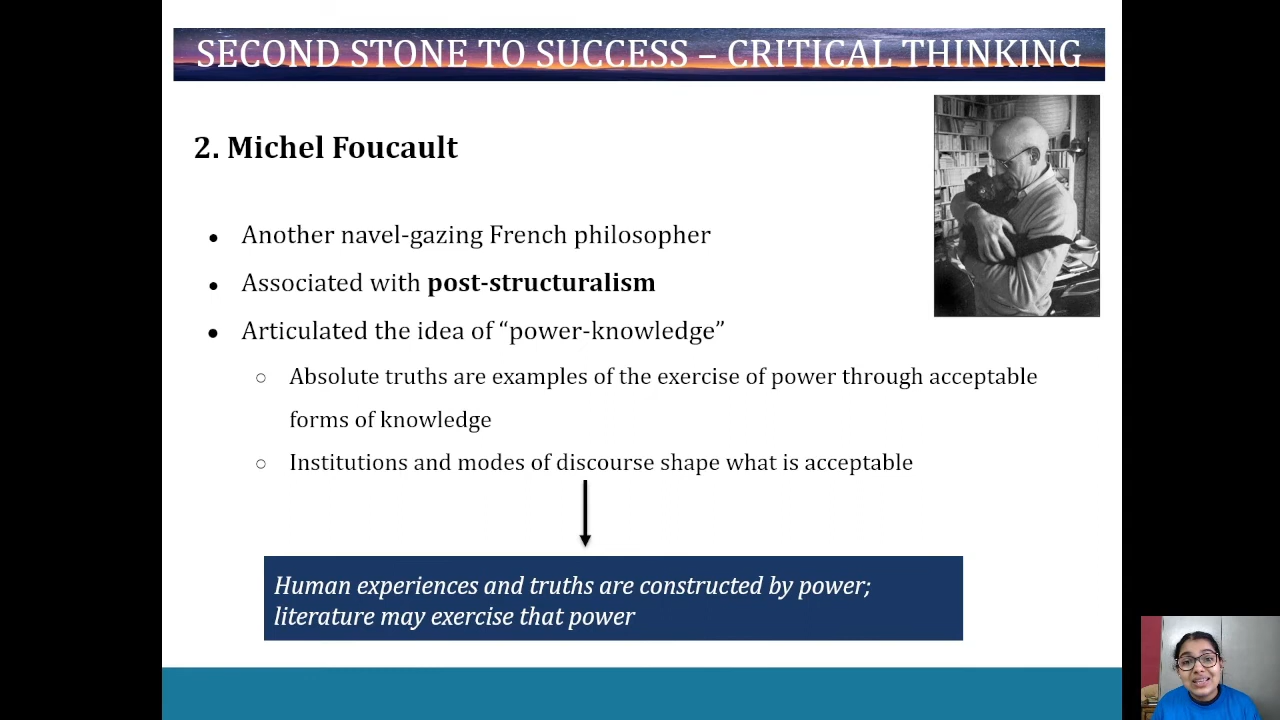 SECOND STONE TO SUCCESS – CRITICAL THINKING
2. Michel Foucault
● Another navel-gazing French philosopher
● Associated with post-structuralism
● Articulated the idea of “power-knowledge”
○ Absolute truths are examples of the exercise of power through acceptable
forms of knowledge
○ Institutions and modes of discourse shape what is acceptable
Human experiences and truths are constructed by power;
literature may exercise that power